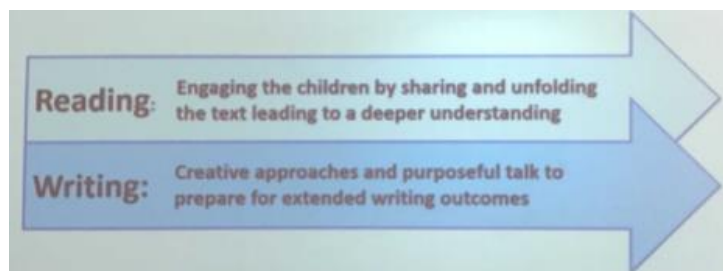 Reading: Engaging the children by sharing and unfolding
the text leading to a deeper understanding
Writing: Creative approaches and purposeful talk to
prepare for extended writing outcomes